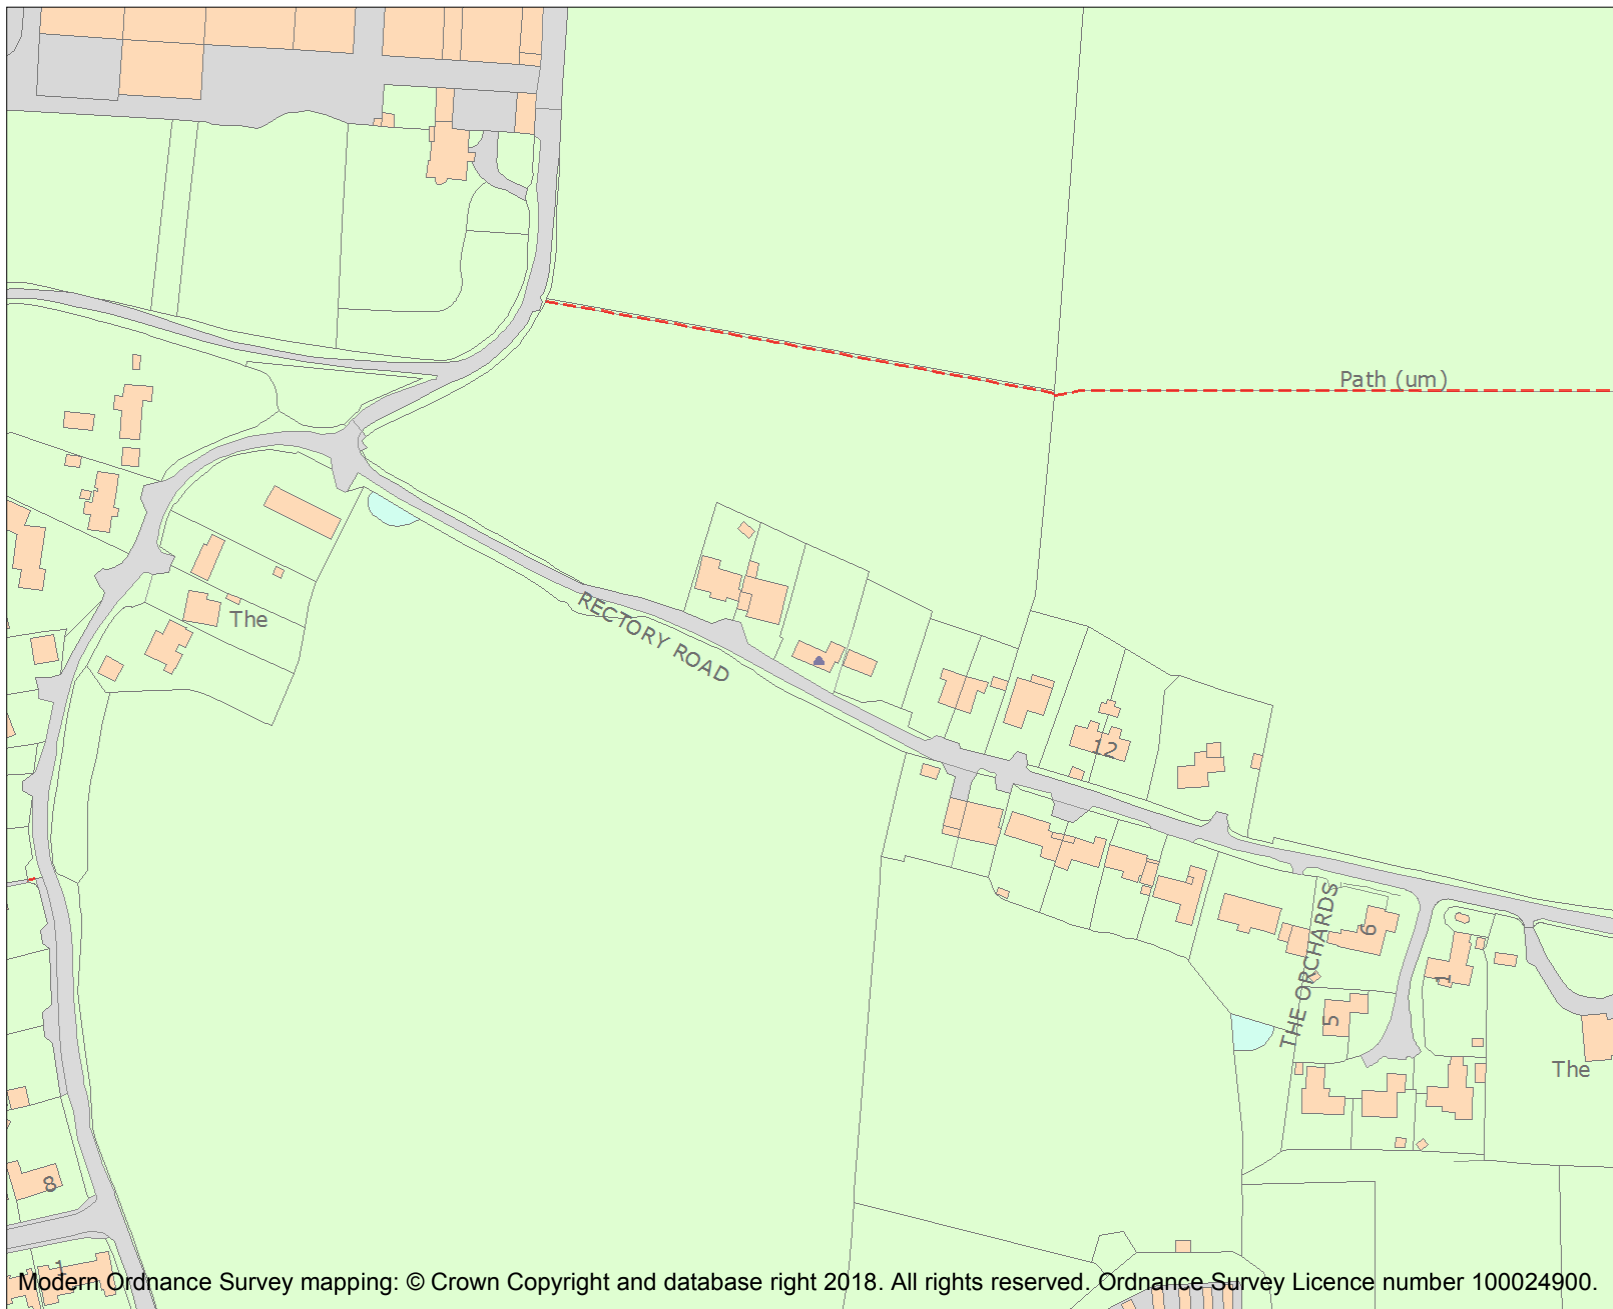 Path (um)
The
RECTORY ROAD
12
THE ORCHARDS
6
1
5
The
8
1
Modern Ordnance Survey mapping: © Crown Copyright and database right 2018. All rights reserved. Ordnance Survey Licence number 100024900.